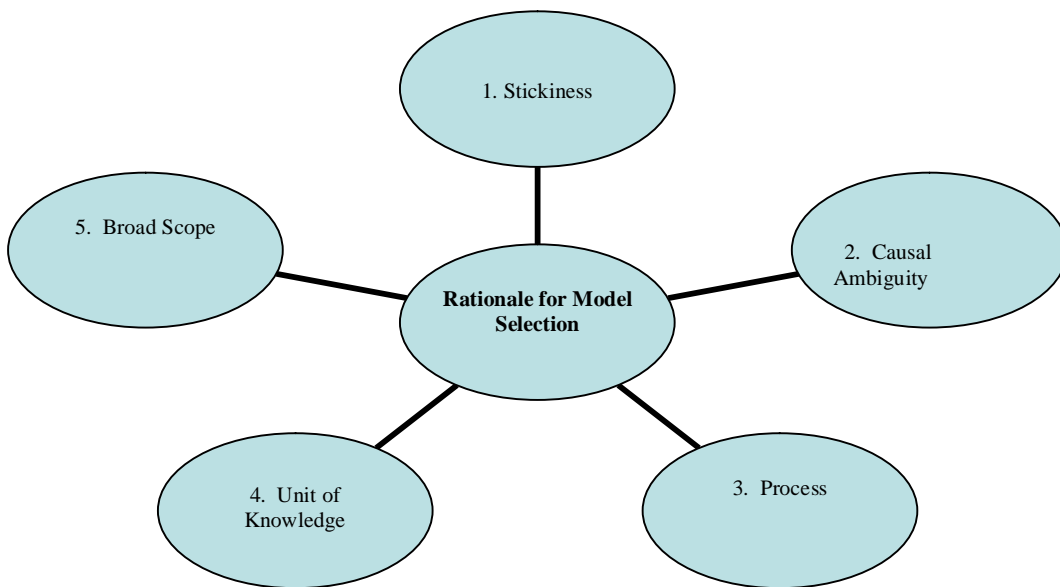 1. Stickiness
5. Broad Scope
2. Causal
Ambiguity
Rationale for Model
Selection
4. Unit of
Knowledge
3. Process